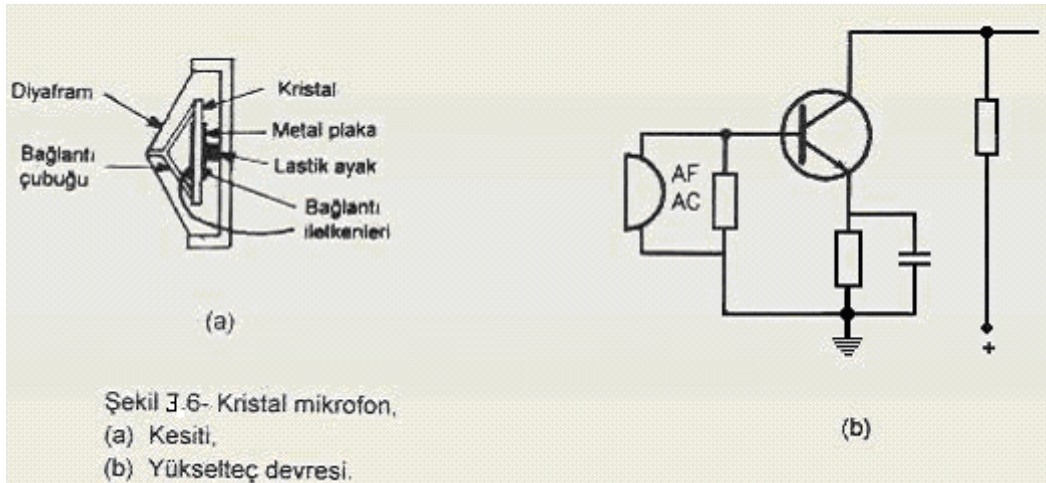 Diyafram
Bağlantı
çubuğu
Kristal
Metal plaka
Lastik ayak
Bağlantı
iletkenleri
(a)
AF
AC
+
(b)
Şekil 3.6- Kristal mikrofon,
(a) Kesiti,
(b) Yükselteç devresi.